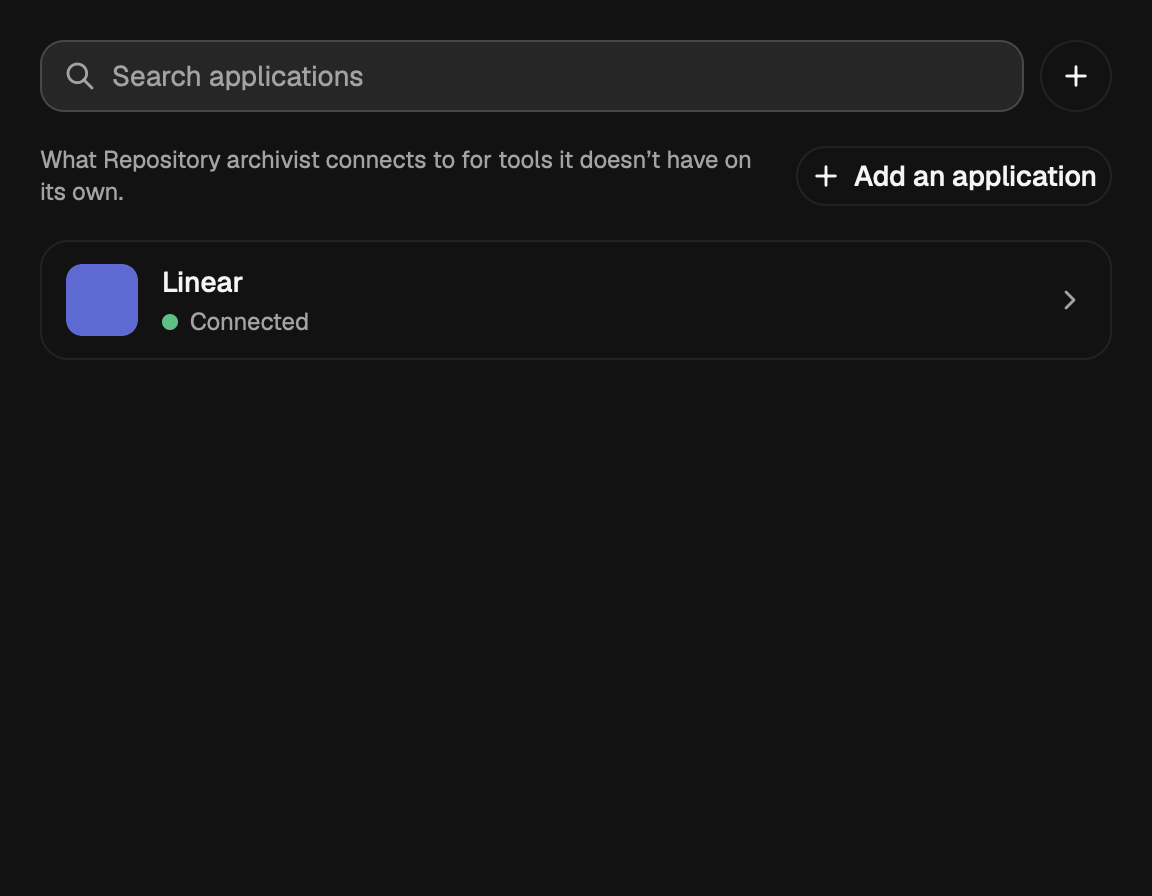 Search applications
What Repository archivist connects to for tools it doesn’t have on
its own.
Add an application
Linear
Connected